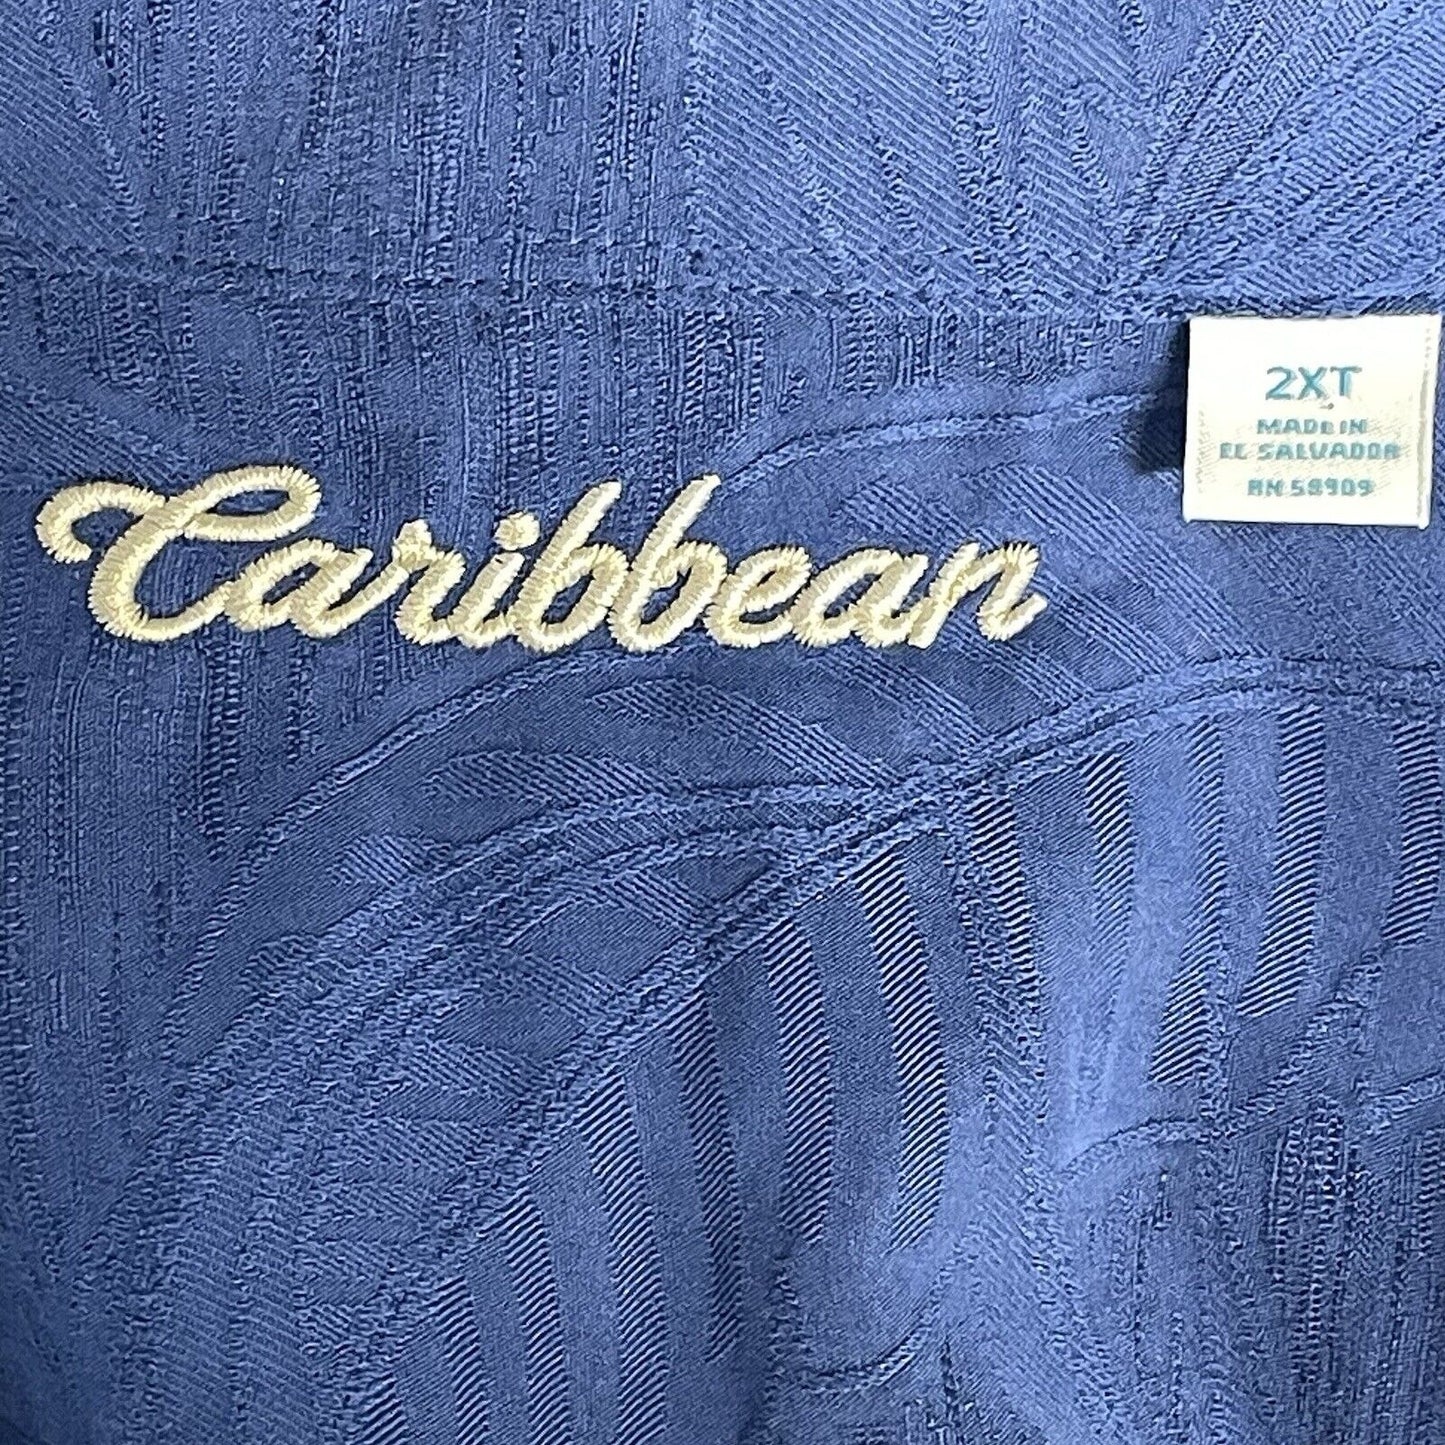 Caribbean
2XT
MADE IN
EL SALVADOR
RN 58909